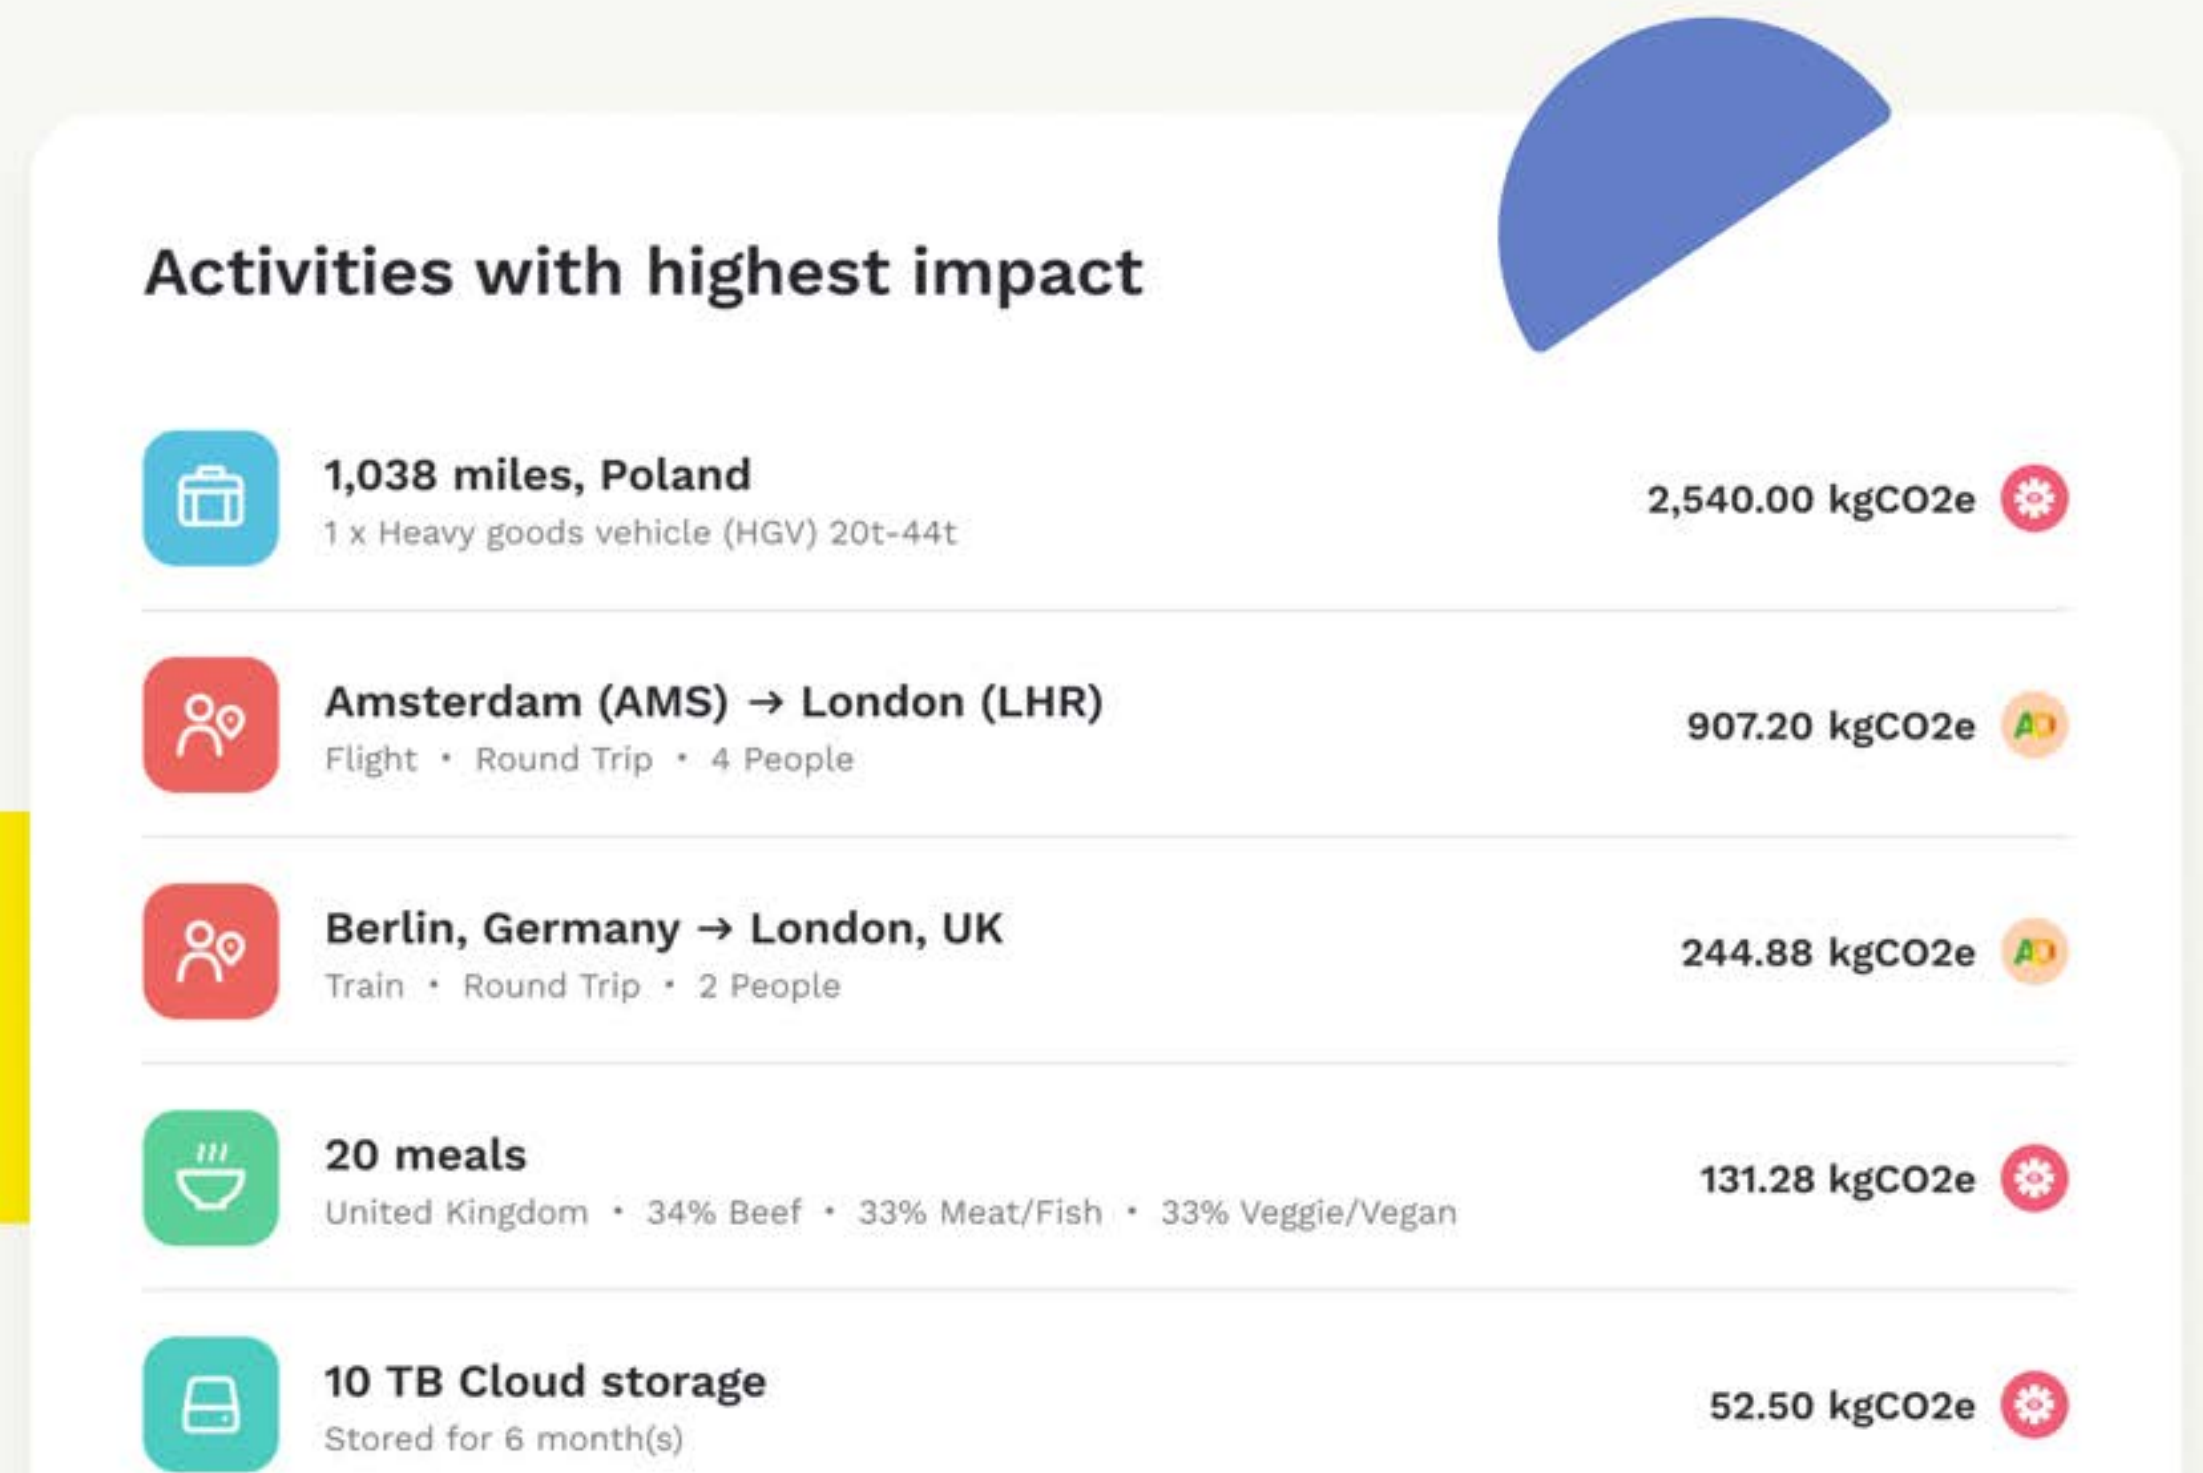 Activities with highest impact
1,038 miles, Poland
1 x Heavy goods vehicle (HGV) 20t-44t
2,540.00 kgCO2e
Amsterdam (AMS) → London (LHR)
Flight • Round Trip • 4 People
907.20 kgCO2e
Berlin, Germany → London, UK
Train • Round Trip • 2 People
244.88 kgCO2e
20 meals
United Kingdom • 34% Beef • 33% Meat/Fish • 33% Veggie/Vegan
131.28 kgCO2e
10 TB Cloud storage
Stored for 6 month(s)
52.50 kgCO2e